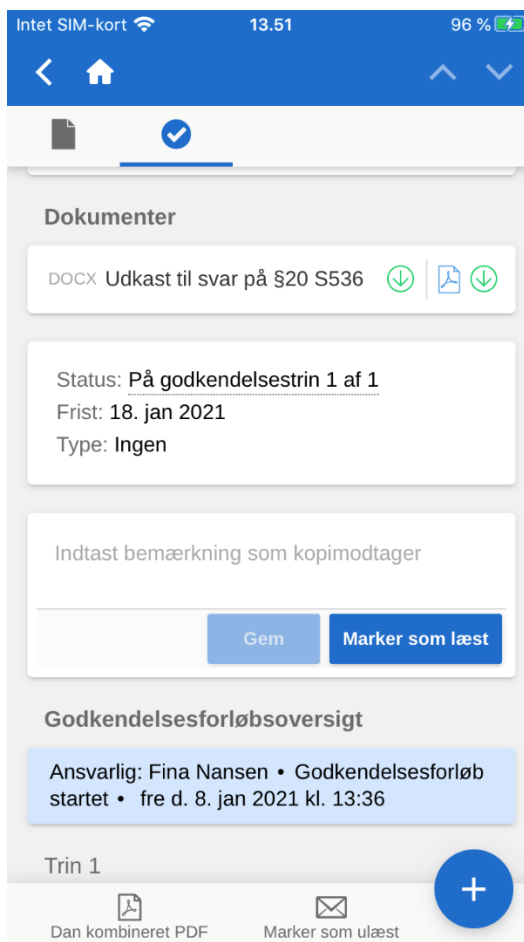 Intet SIM-kort 13.51 96 %
Dokumenter
DOCX Udkast til svar på §20 S536
Status: På godkendelsestrin 1 af 1
Frist: 18. jan 2021
Type: Ingen
Indtast bemærkning som kopimodtager
Gem Marker som læst
Godkendelsesforløbsoversigt
Ansvarlig: Fina Nansen • Godkendelsesforløb
startet • fre d. 8. jan 2021 kl. 13:36
Trin 1
Dan kombineret PDF Marker som ulæst